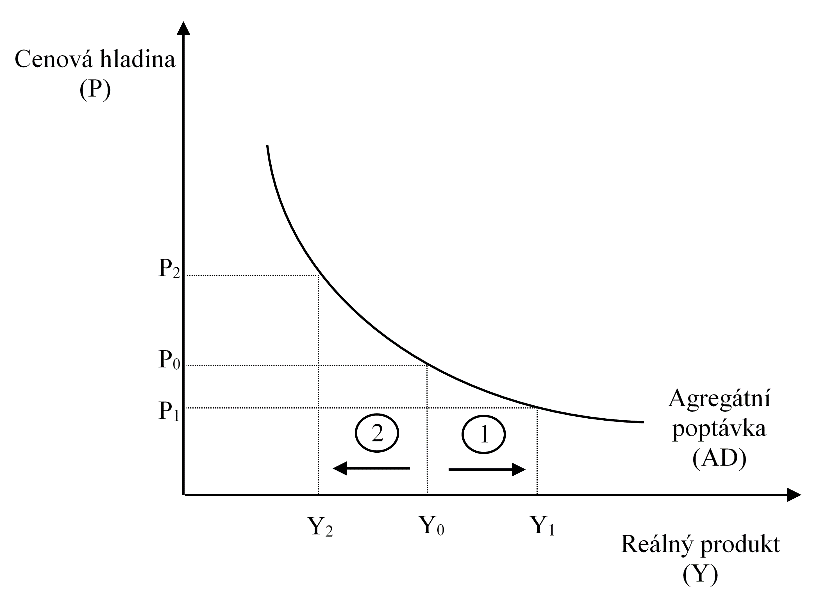 Cenová hladina
(P)
P2
P0
P1
2
1
Agregátní
poptávka
(AD)
Y2
Y0
Y1
Reálný produkt
(Y)